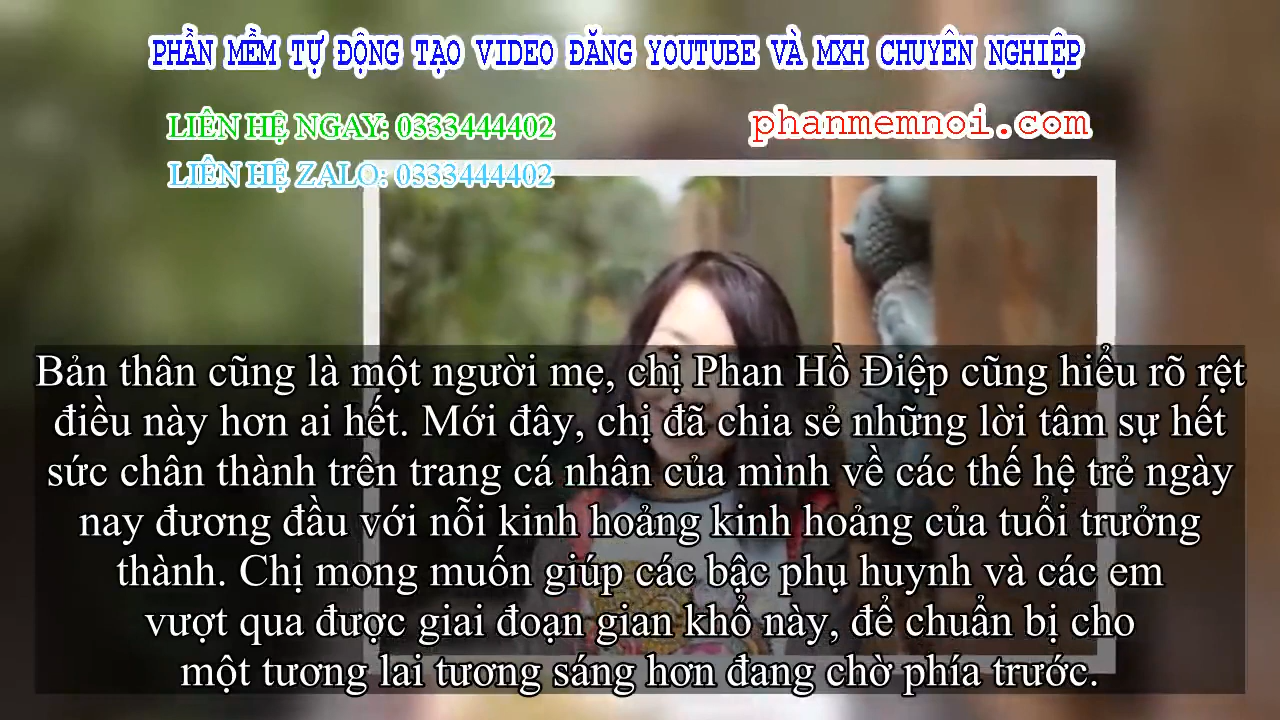 PHẦN MỀM TỰ ĐỘNG TẠO VIDEO ĐĂNG YOUTUBE VÀ MXH CHUYÊN NGHIỆP
LIÊN HỆ NGAY: 0333444402
phanmemnoi.com
LIÊN HỆ ZALO: 0333444402
Bản thân cũng là một người mẹ, chị Phan Hồ Điệp cũng hiểu rõ rệt
điều này hơn ai hết. Mới đây, chị đã chia sẻ những lời tâm sự hết
sức chân thành trên trang cá nhân của mình về các thế hệ trẻ ngày
nay đương đầu với nỗi kinh hoảng kinh hoảng của tuổi trưởng
thành. Chị mong muốn giúp các bậc phụ huynh và các em
vượt qua được giai đoạn gian khổ này, để chuẩn bị cho
một tương lai tương sáng hơn đang chờ phía trước.